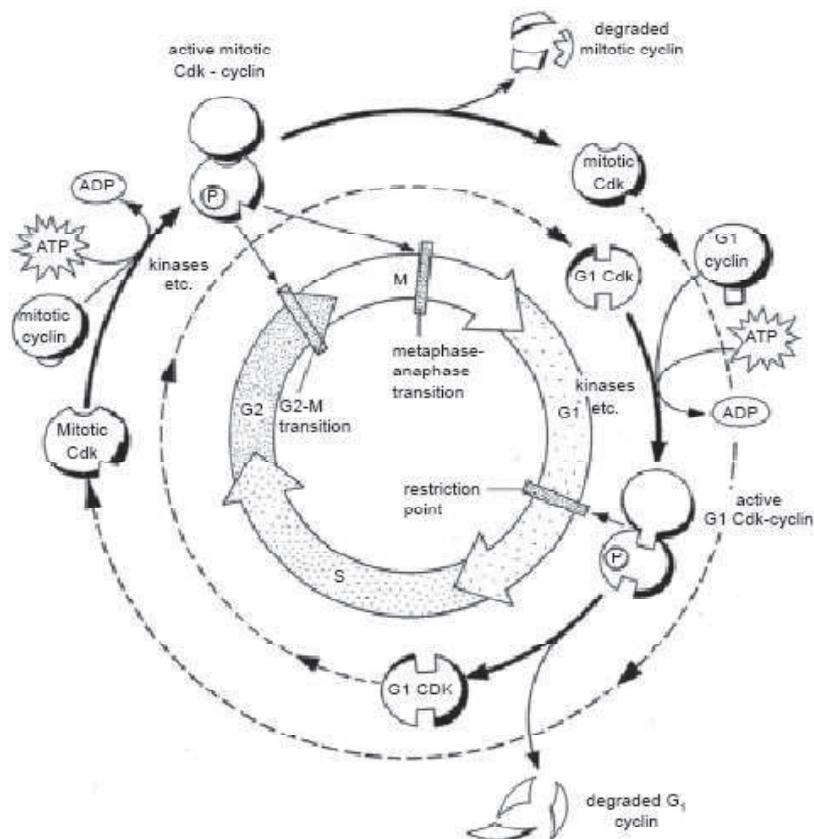 degraded
miltotic cyclin
active mitotic
Cdk - cyclin
mitotic
Cdk
P
ADP
ATP
G1
cyclin
G1 Cdk
kinases
etc.
M
mitotic
cyclin
ATP
metaphase-
anaphase
transition
kinases
etc.
G2
G2-M
transition
G1
ADP
Mitotic
Cdk
restriction
point
active
G1 Cdk-cyclin
P
S
G1 CDK
degraded G1
cyclin